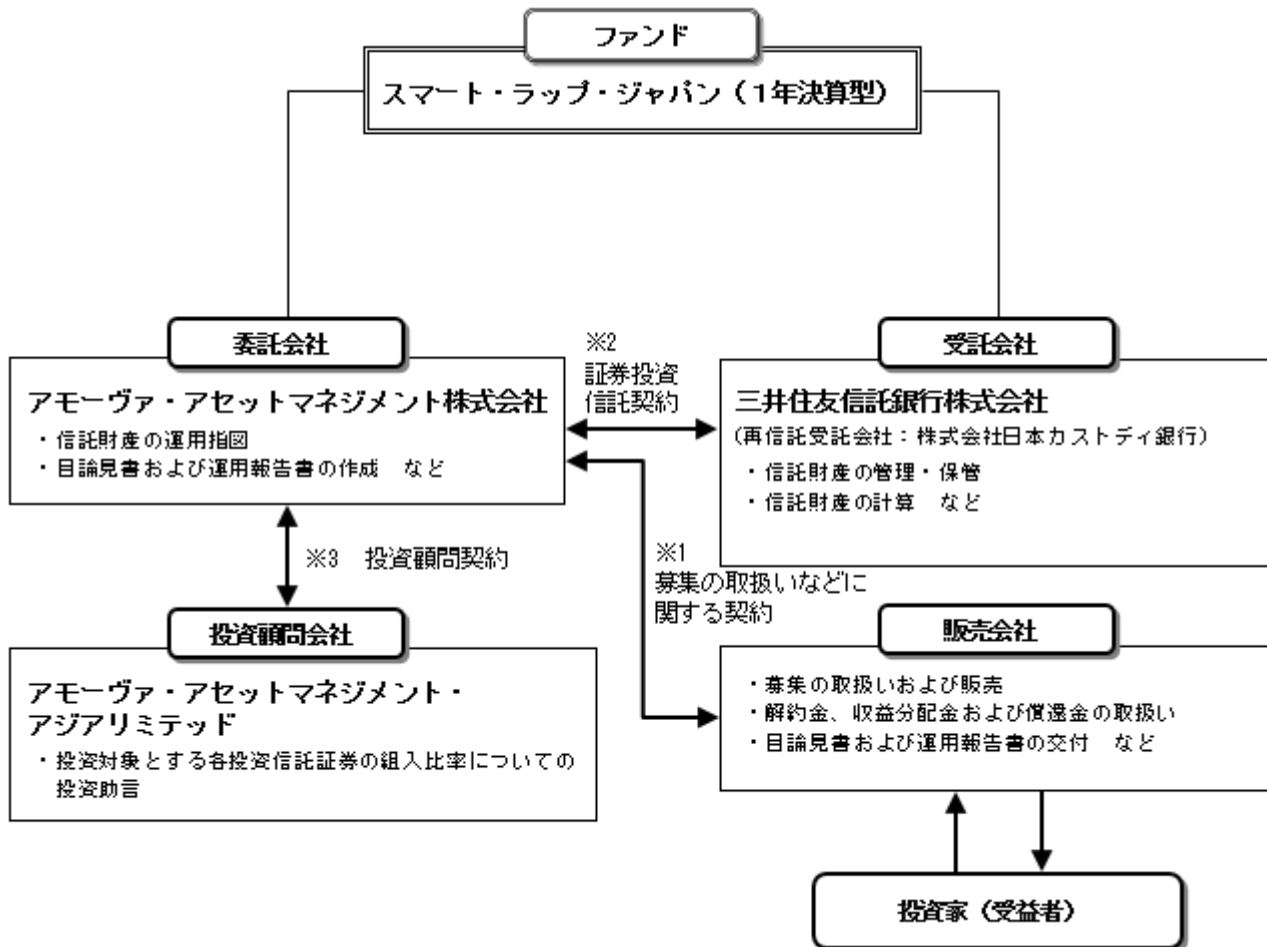 ファンド
スマート・ラップ・ジャパン（１年決算型）
委託会社
アモーヴァ・アセットマネジメント株式会社
・信託財産の運用指図
・目論見書および運用報告書の作成　など
※2
証券投資
信託契約
受託会社
三井住友信託銀行株式会社
(再信託受託会社：株式会社日本カストディ銀行)
・信託財産の管理・保管
・信託財産の計算　など
※3　投資顧問契約
※1
募集の取扱いなどに
関する契約
投資顧問会社
アモーヴァ・アセットマネジメント・
アジアリミテッド
・投資対象とする各投資信託証券の組入比率についての
投資助言
販売会社
・募集の取扱いおよび販売
・解約金、収益分配金および償還金の取扱い
・目論見書および運用報告書の交付　など
投資家（受益者）